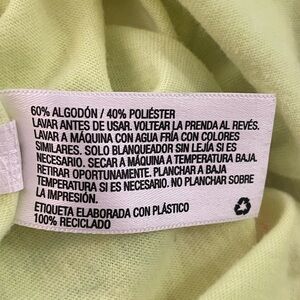 60% ALGODÓN / 40% POLIÉSTER
LAVAR ANTES DE USAR. VOLTEAR LA PRENDA AL REVÉS.
LAVAR A MÁQUINA CON AGUA FRÍA CON COLORES
SIMILARES. SOLO BLANQUEADOR SIN LEJÍA SI ES
NECESARIO. SECAR A MÁQUINA A TEMPERATURA BAJA.
RETIRAR OPORTUNAMENTE. PLANCHAR A BAJA
TEMPERATURA SI ES NECESARIO. NO PLANCHAR SOBRE
LA IMPRESIÓN.
ETIQUETA ELABORADA CON PLÁSTICO
100% RECICLADO